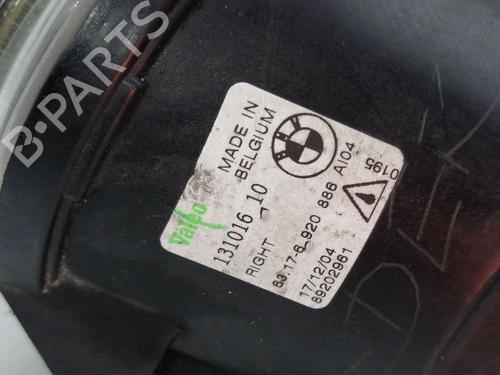 B-PARTS
Valeo
MADE IN
BELGIUM
131016 10
RIGHT
63.17-6 920 886 AI04
0195
17/12/04
89202961